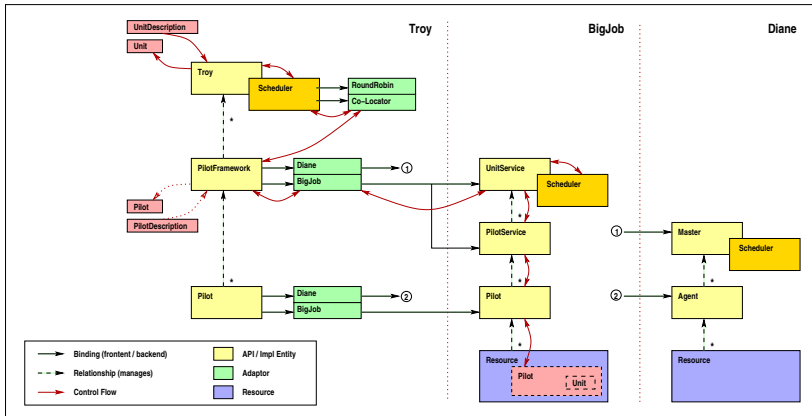 Troy
BigJob
Diane
UnitDescription
Unit
Troy
Scheduler
RoundRobin
Co-Locator
*
PilotFramework
Diane
BigJob
1
UnitService
Scheduler
Pilot
PilotDescription
*
PilotService
1
Master
Scheduler
*
*
*
Pilot
Diane
BigJob
2
Pilot
2
Agent
*
*
Resource
Pilot
Unit
Resource
Binding (frontent / backend)
API / Impl Entity
Relationship (manages)
Adaptor
Control Flow
Resource